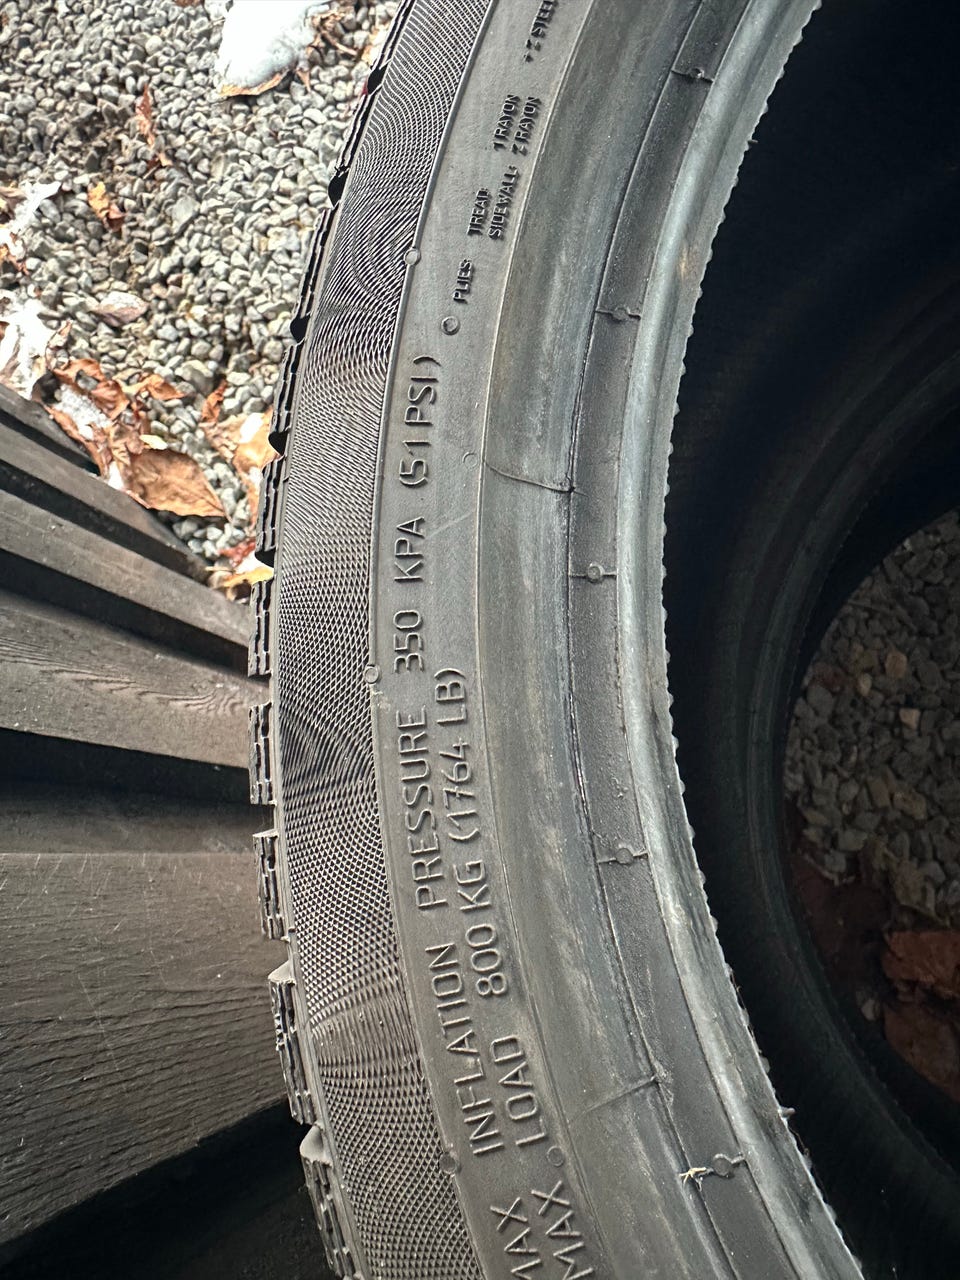 MAX INFLATION PRESSURE 350 KPA (51 PSI)
MAX LOAD 800 KG (1764 LB)
PLIES: TREAD: 1 RAYON
SIDEWALL: 2 RAYON